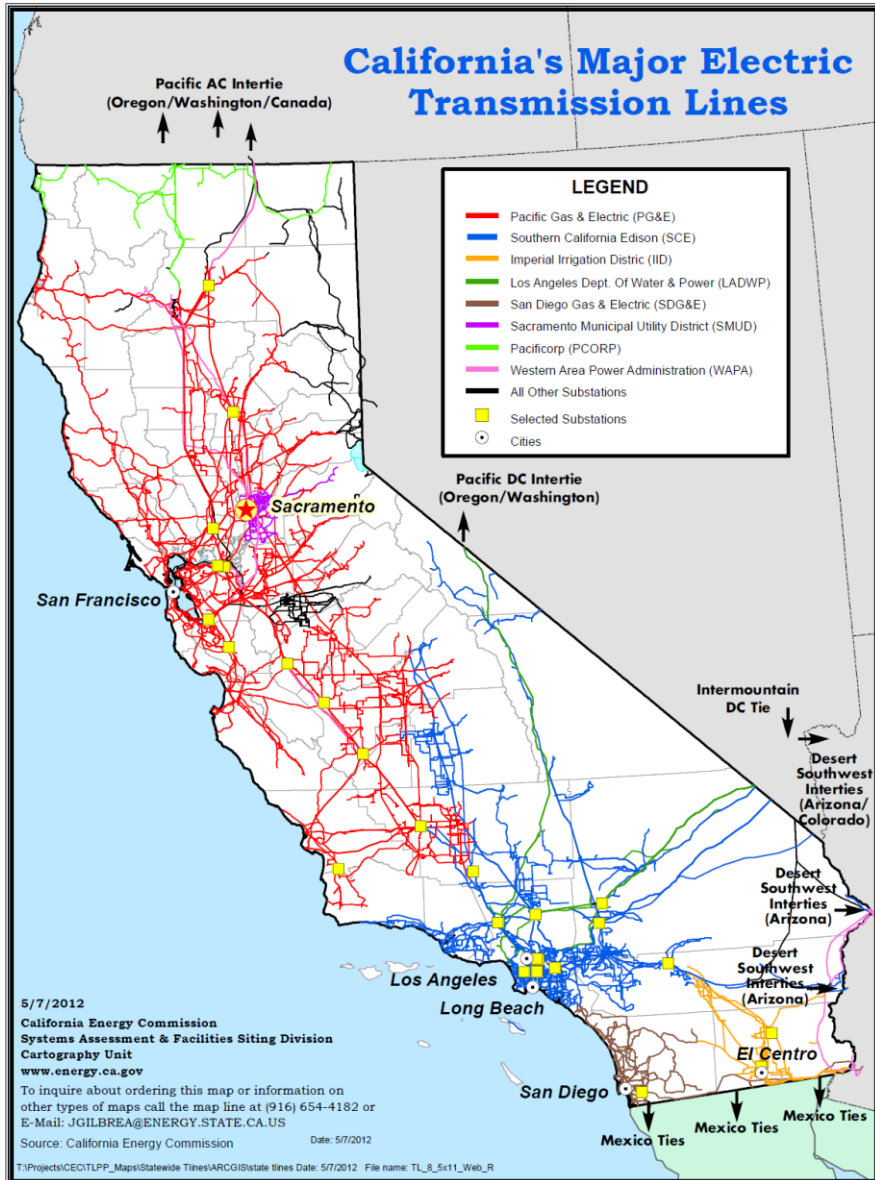 California's Major Electric
Transmission Lines
Pacific AC Intertie
(Oregon/Washington/Canada)
LEGEND
Pacific Gas & Electric (PG&E)
Southern California Edison (SCE)
Imperial Irrigation Distric (IID)
Los Angeles Dept. Of Water & Power (LADWP)
San Diego Gas & Electric (SDG&E)
Sacramento Municipal Utility District (SMUD)
Pacificorp (PCORP)
Western Area Power Administration (WAPA)
All Other Substations
Selected Substations
Cities
Pacific DC Intertie
(Oregon/Washington)
Sacramento
San Francisco
Intermountain
DC Tie
Desert
Southwest
Interties
(Arizona/
Colorado)
Desert
Southwest
Interties
(Arizona)
Desert
Southwest
Interties
(Arizona)
Los Angeles
Long Beach
El Centro
San Diego
Mexico Ties
Mexico Ties
Mexico Ties
5/7/2012
California Energy Commission
Systems Assessment & Facilities Siting Division
Cartography Unit
www.energy.ca.gov
To inquire about ordering this map or information on
other types of maps call the map line at (916) 654-4182 or
E-Mail: JGILBREA@ENERGY.STATE.CA.US
Source: California Energy Commission Date: 5/7/2012
T:\Projects\CEC\TLPP_Maps\Statewide Tlines\ARCGIS\state tlines Date: 5/7/2012 File name: TL_8_5x11_Web_R